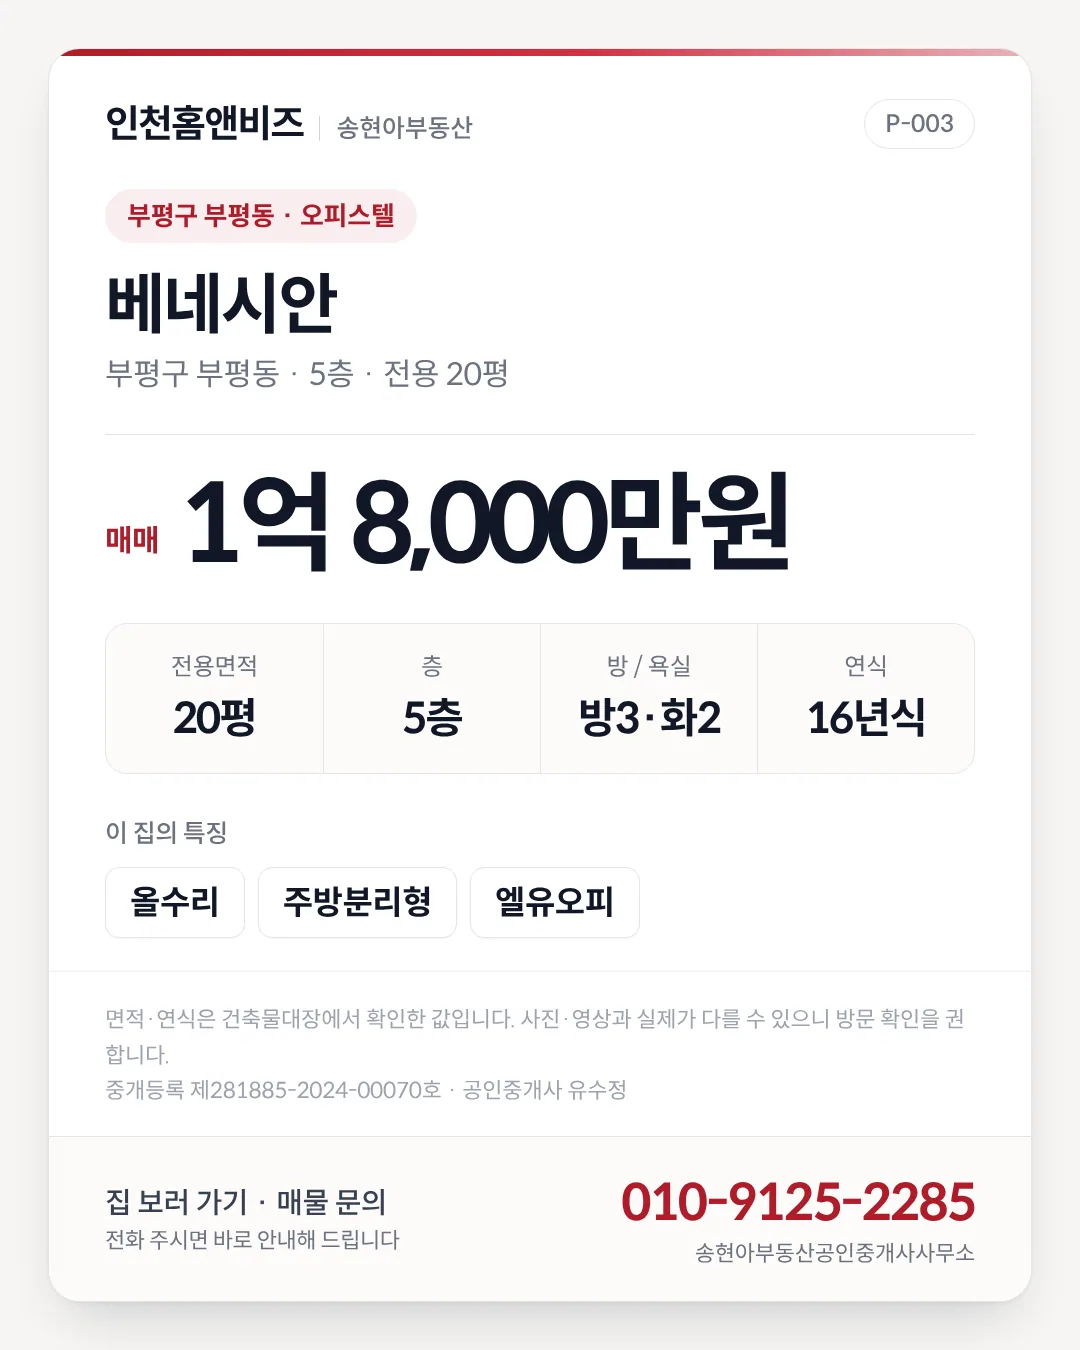 인천홈앤비즈 | 송현아부동산
P-003
부평구 부평동 · 오피스텔
베네시안
부평구 부평동 · 5층 · 전용 20평
매매 1억 8,000만원
전용면적 층 방 / 욕실 연식
20평 5층 방3·화2 16년식
이 집의 특징
올수리 주방분리형 엘유오피
면적·연식은 건축물대장에서 확인한 값입니다. 사진·영상과 실제가 다를 수 있으니 방문 확인을 권
합니다.
중개등록 제281885-2024-00070호 · 공인중개사 유수정
집 보러 가기 · 매물 문의
전화 주시면 바로 안내해 드립니다
010-9125-2285
송현아부동산공인중개사사무소